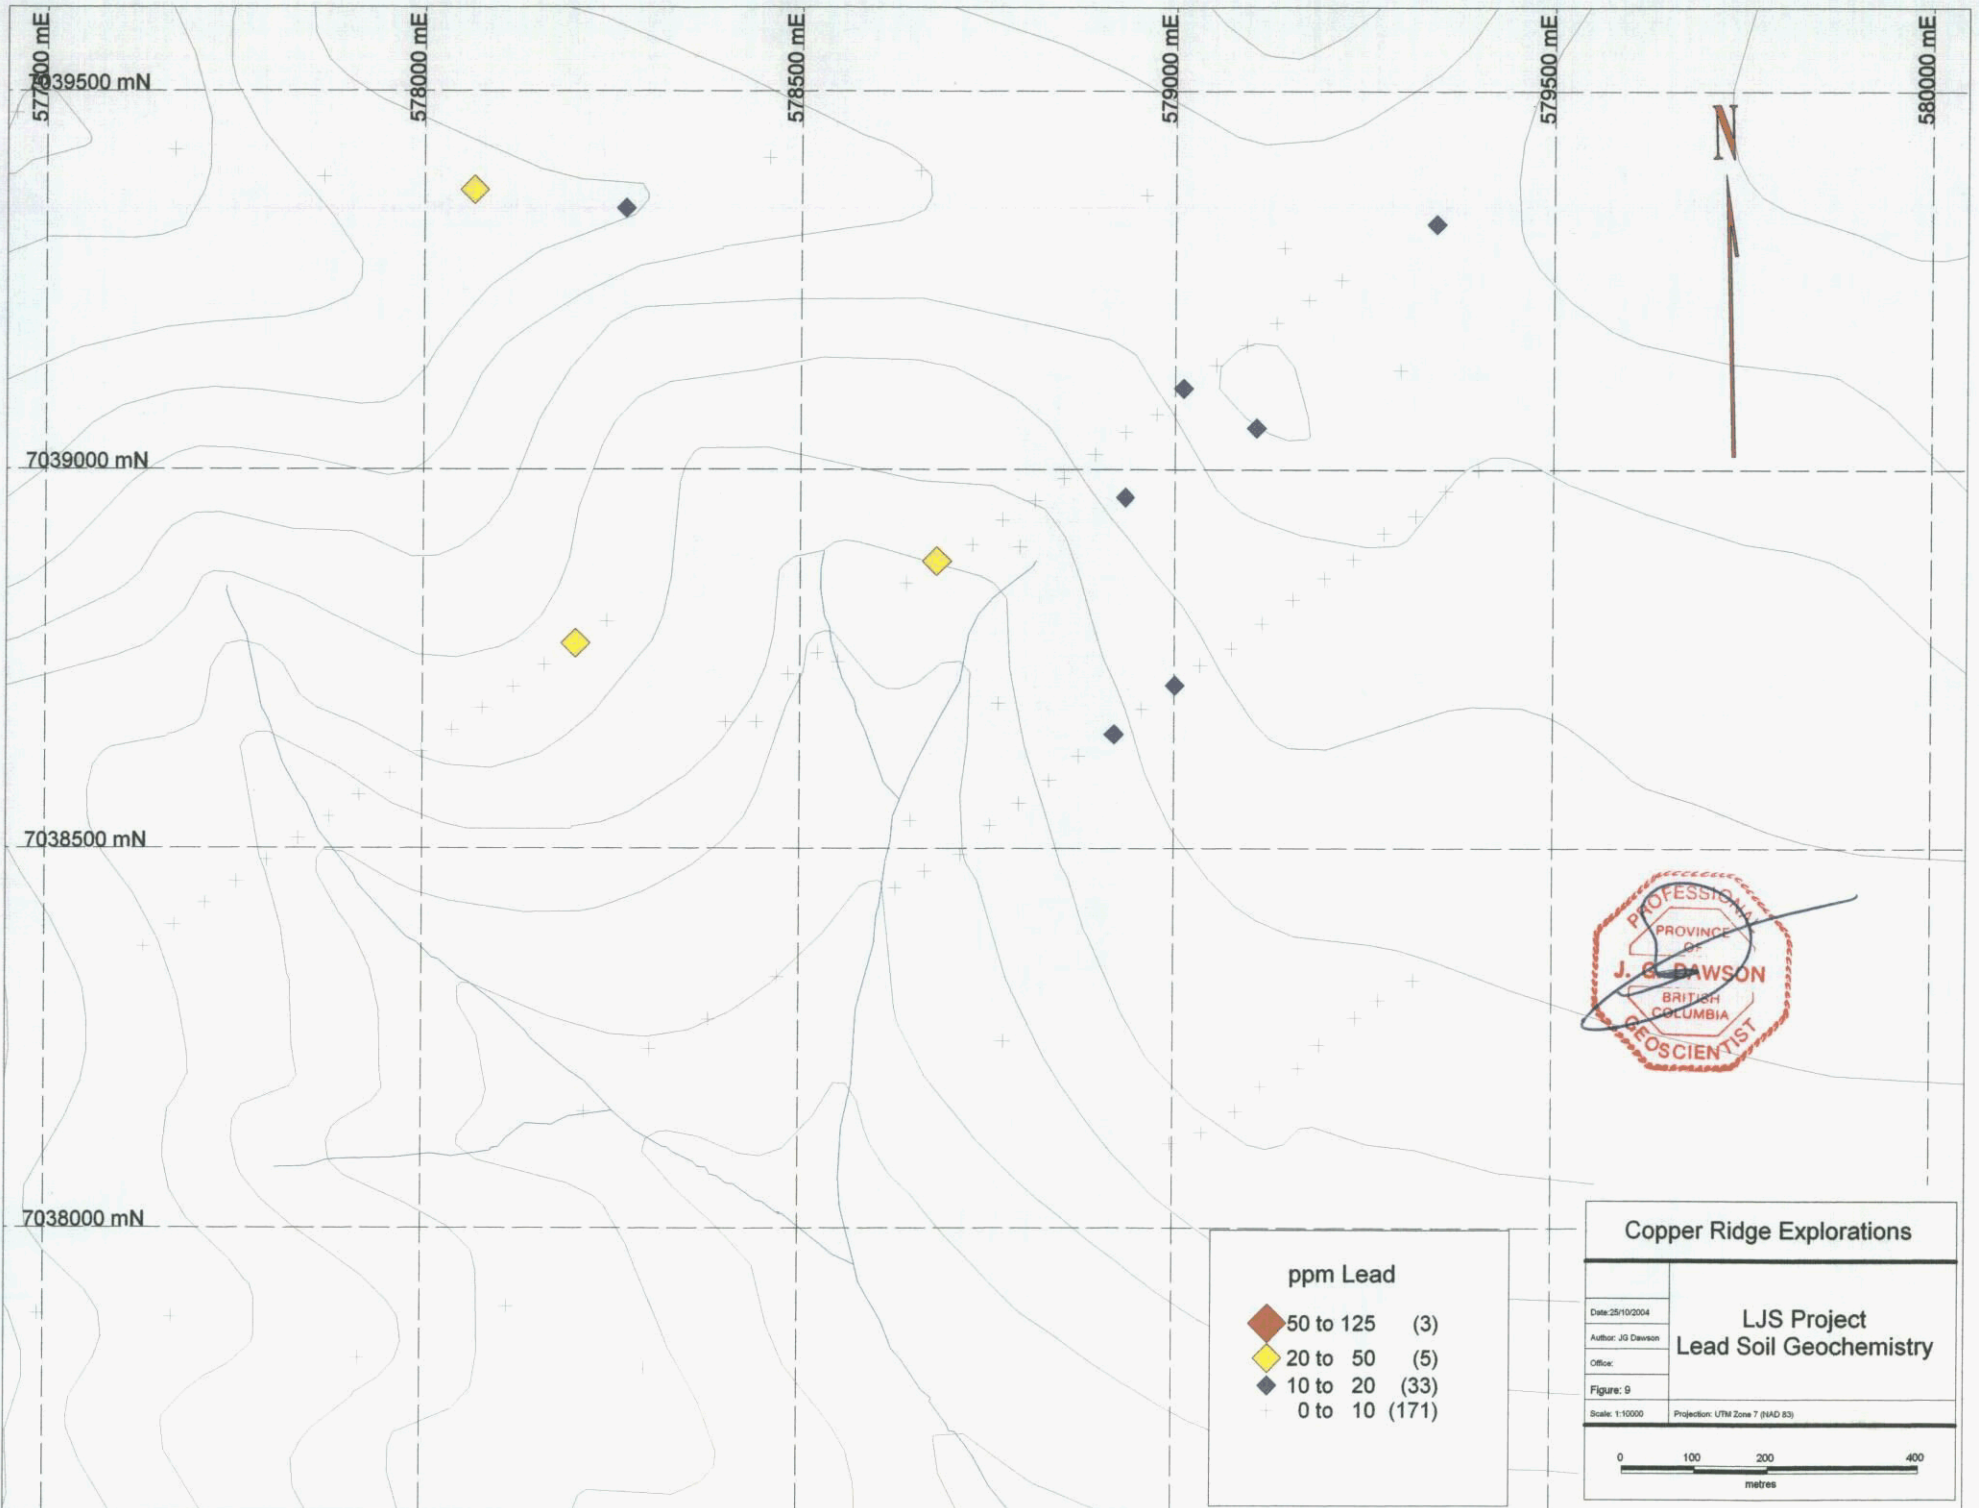 577500 mE
578000 mE
578500 mE
579000 mE
579500 mE
580000 mE
7039500 mN
N
7039000 mN
7038500 mN
7038000 mN
PROFESSIONAL
PROVINCE
OF
J. G. DAWSON
BRITISH
COLUMBIA
GEOSCIENTIST
ppm Lead
50 to 125 (3)
20 to 50 (5)
10 to 20 (33)
0 to 10 (171)
Copper Ridge Explorations
Date:25/10/2004
Author: JG Dawson
Office:
Figure: 9
Scale: 1:10000
LJS Project
Lead Soil Geochemistry
Projection: UTM Zone 7 (NAD 83)
0 100 200 400
metres